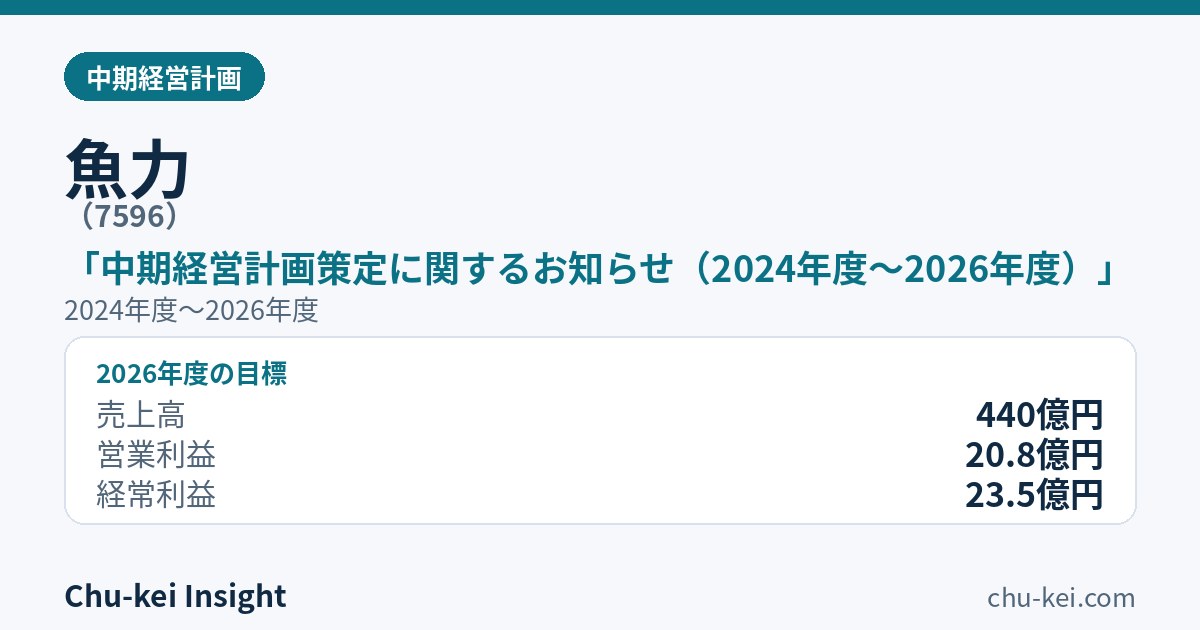 中期経営計画
魚力
（7596）
「中期経営計画策定に関するお知らせ（2024年度～2026年度）」
2024年度～2026年度
2026年度の目標
売上高 440億円
営業利益 20.8億円
経常利益 23.5億円
Chu-kei Insight chu-kei.com